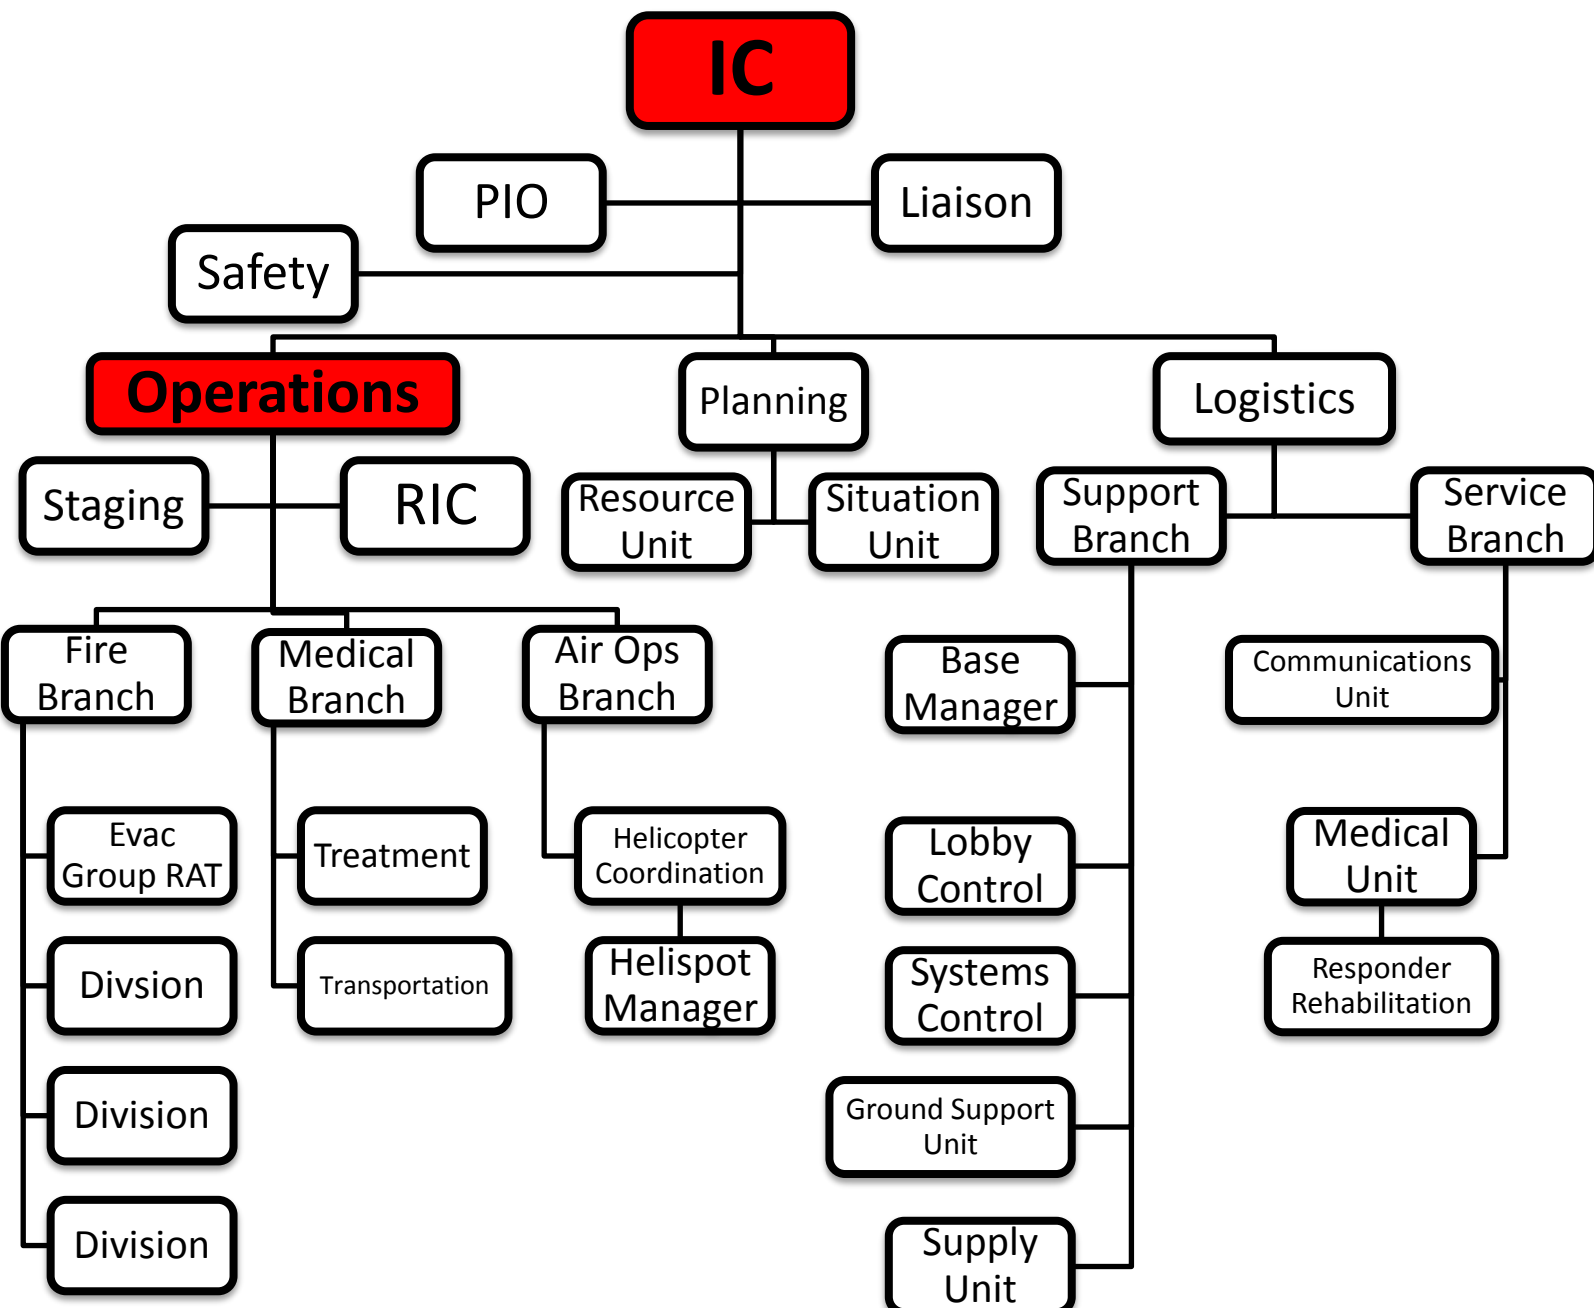 IC
PIO
Liaison
Safety
Operations
Planning
Logistics
Staging
RIC
Resource
Unit
Situation
Unit
Support
Branch
Service
Branch
Fire
Branch
Medical
Branch
Air Ops
Branch
Base
Manager
Communications
Unit
Evac
Group RAT
Treatment
Helicopter
Coordination
Lobby
Control
Medical
Unit
Divsion
Transportation
Helispot
Manager
Systems
Control
Responder
Rehabilitation
Division
Ground Support
Unit
Division
Supply
Unit